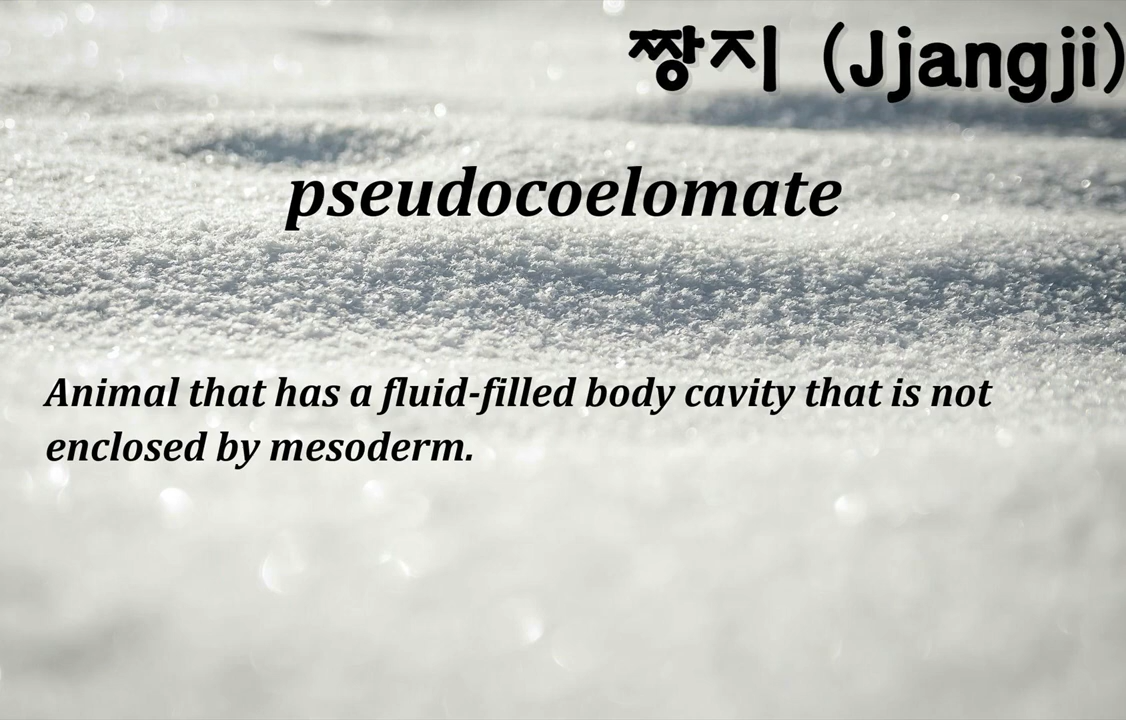 짱지 (Jjangji)
pseudocoelomate
Animal that has a fluid-filled body cavity that is not
enclosed by mesoderm.